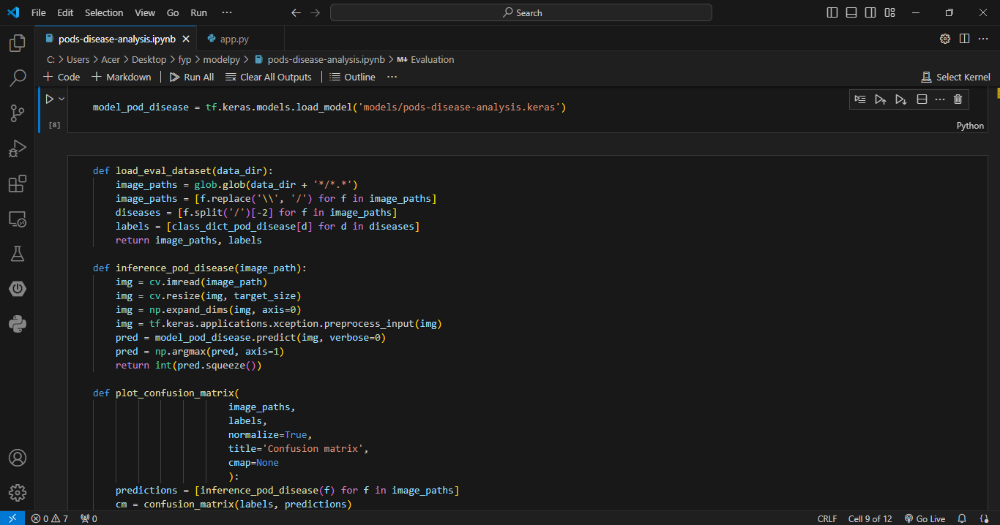 File Edit Selection View Go Run ··· Search
pods-disease-analysis.ipynb app.py
C: > Users > Acer > Desktop > fyp > modelpy > pods-disease-analysis.ipynb > M↓ Evaluation
+ Code + Markdown | Run All Clear All Outputs | Outline ··· Select Kernel
model_pod_disease = tf.keras.models.load_model('models/pods-disease-analysis.keras')
[8] Python
def load_eval_dataset(data_dir):
    image_paths = glob.glob(data_dir + '*/*.*')
    image_paths = [f.replace('\\', '/') for f in image_paths]
    diseases = [f.split('/')[-2] for f in image_paths]
    labels = [class_dict_pod_disease[d] for d in diseases]
    return image_paths, labels
def inference_pod_disease(image_path):
    img = cv.imread(image_path)
    img = cv.resize(img, target_size)
    img = np.expand_dims(img, axis=0)
    img = tf.keras.applications.xception.preprocess_input(img)
    pred = model_pod_disease.predict(img, verbose=0)
    pred = np.argmax(pred, axis=1)
    return int(pred.squeeze())
def plot_confusion_matrix(
                        image_paths,
                        labels,
                        normalize=True,
                        title='Confusion matrix',
                        cmap=None
                        ):
    predictions = [inference_pod_disease(f) for f in image_paths]
    cm = confusion_matrix(labels, predictions)
0 7 0 CRLF Cell 9 of 12 Go Live